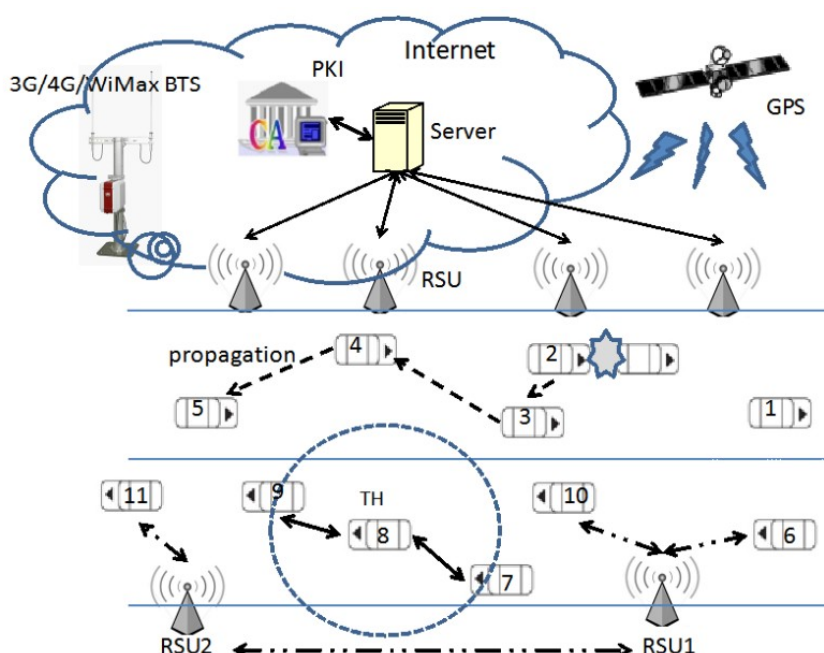 Internet
PKI
3G/4G/WiMax BTS
GPS
CA
Server
RSU
propagation
4
2
5
3
1
11
9
TH
10
8
6
7
RSU2
RSU1